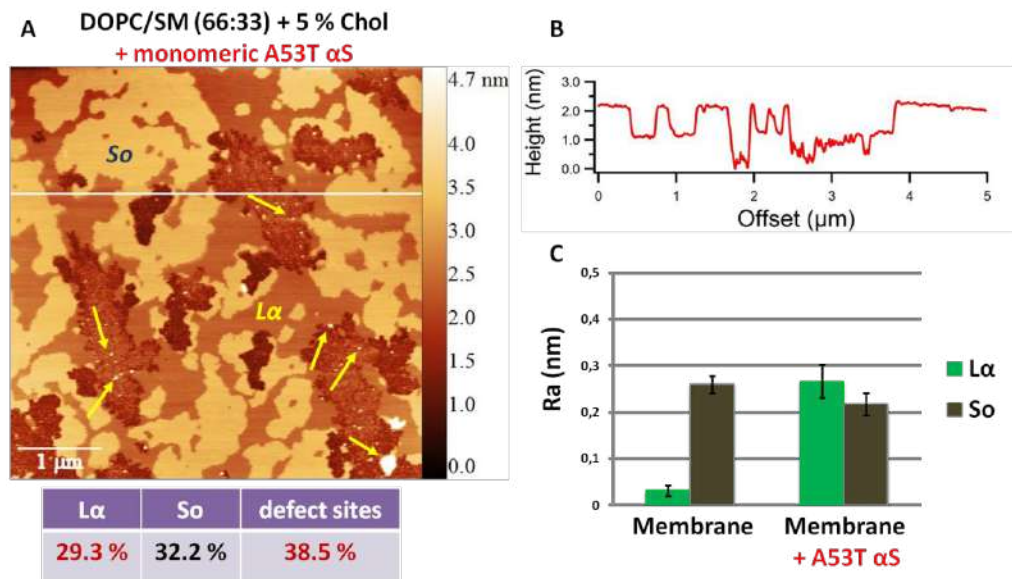 A
DOPC/SM (66:33) + 5 % Chol
+ monomeric A53T αS
So
Lα
1 μm
4.7 nm
4.0
3.5
3.0
2.5
2.0
1.5
1.0
0.0
Lα So defect sites
29.3 % 32.2 % 38.5 %
B
Height (nm)
3.0
2.0
1.0
0.0
0 1 2 3 4 5
Offset (μm)
C
Ra (nm)
0,5
0,4
0,3
0,2
0,1
0
Membrane Membrane
+ A53T αS
Lα
So